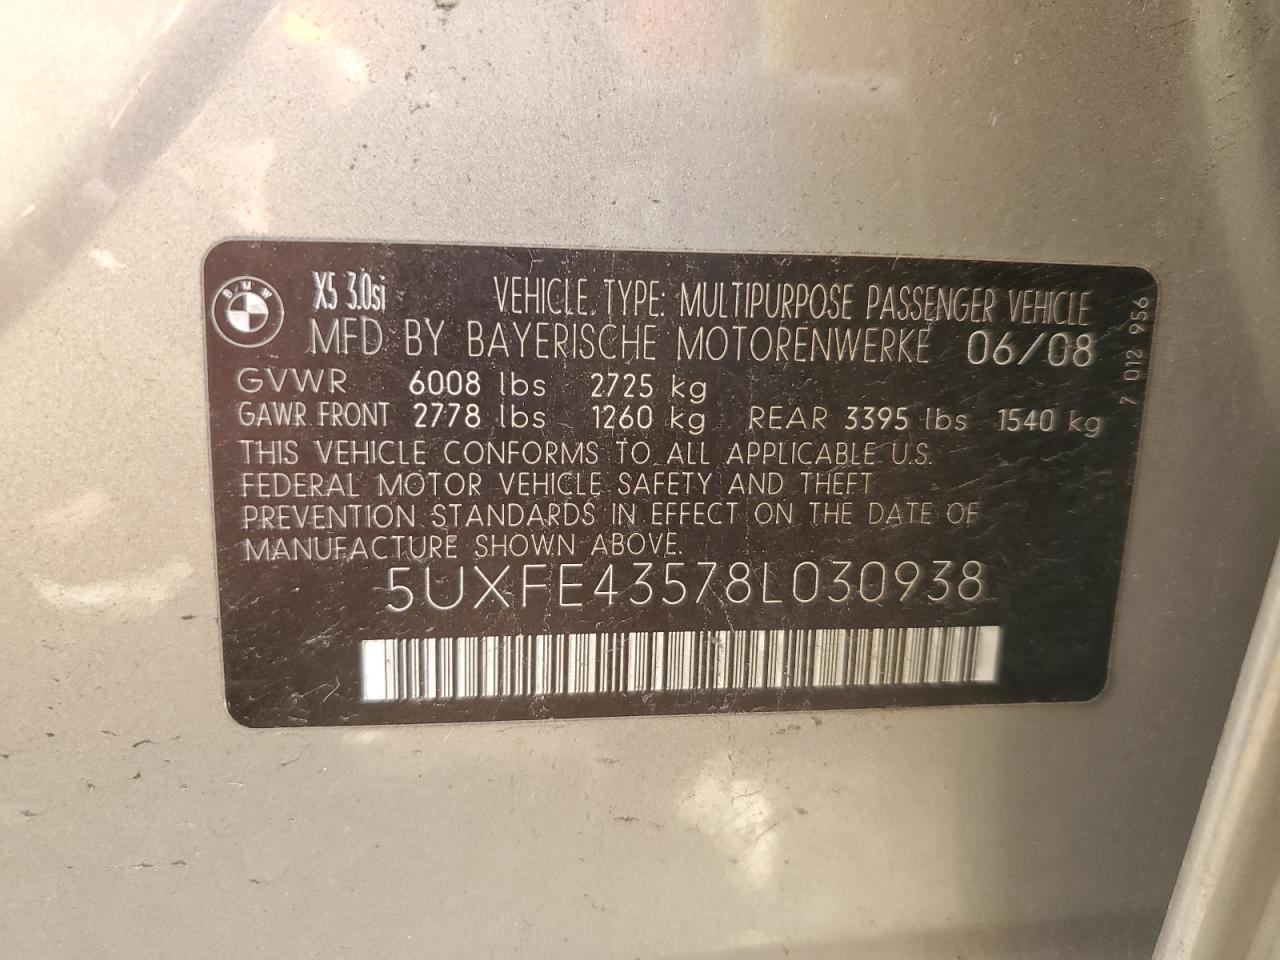 BMW
X5 3.0si VEHICLE TYPE: MULTIPURPOSE PASSENGER VEHICLE
MFD BY BAYERISCHE MOTORENWERKE 06/08
GVWR 6008 lbs 2725 kg
GAWR FRONT 2778 lbs 1260 kg REAR 3395 lbs 1540 kg
THIS VEHICLE CONFORMS TO ALL APPLICABLE U.S.
FEDERAL MOTOR VEHICLE SAFETY AND THEFT
PREVENTION STANDARDS IN EFFECT ON THE DATE OF
MANUFACTURE SHOWN ABOVE.
5UXFE43578L030938
7 012 956